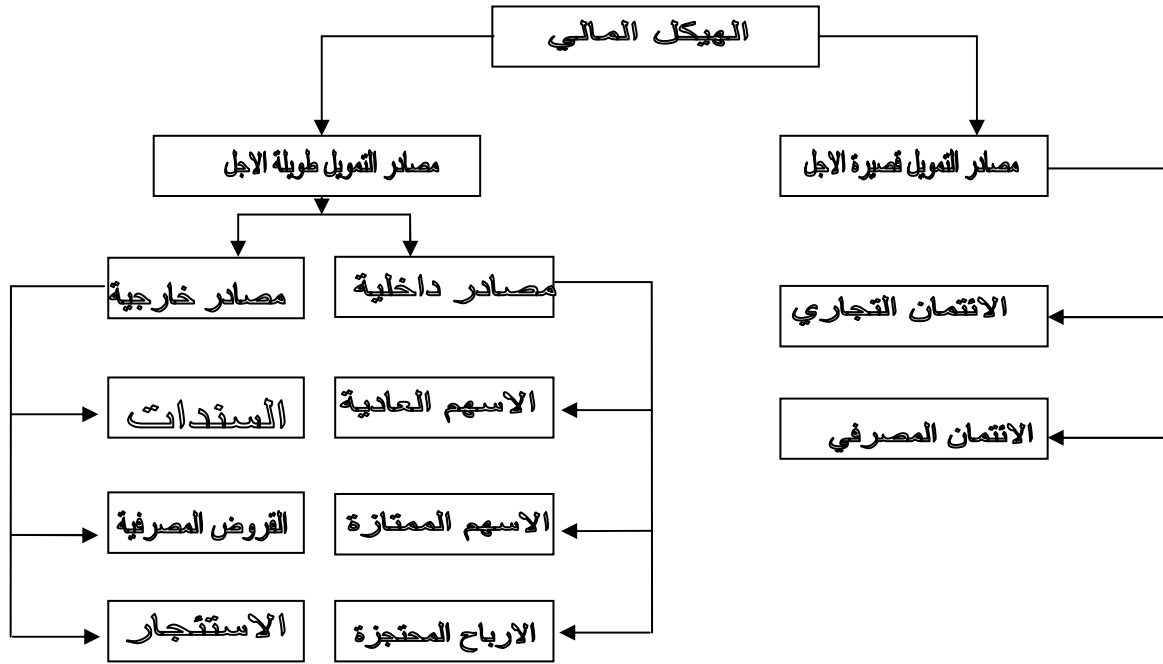 الهيكل المالي
مصادر التمويل قصيرة الاجل
مصادر التمويل طويلة الاجل
مصادر داخلية
مصادر خارجية
الائتمان التجاري
الاسهم العادية
السندات
الائتمان المصرفي
الاسهم الممتازة
القروض المصرفية
الارباح المحتجزة
الاستئجار